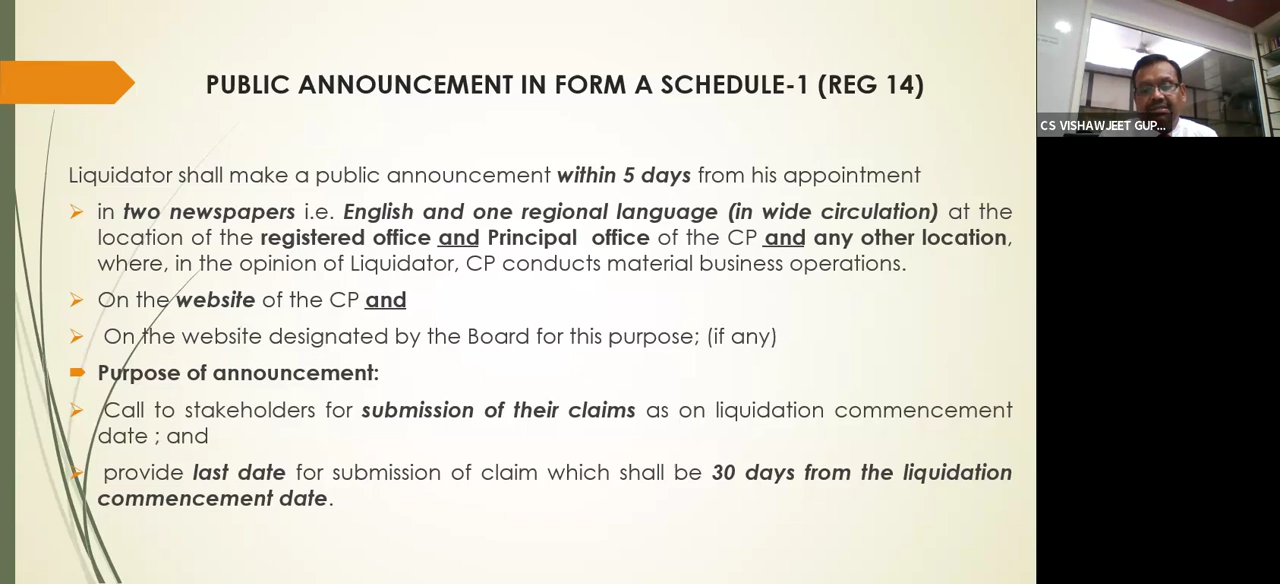 PUBLIC ANNOUNCEMENT IN FORM A SCHEDULE-1 (REG 14)
CS VISHAWJEET GUP...
Liquidator shall make a public announcement within 5 days from his appointment
in two newspapers i.e. English and one regional language (in wide circulation) at the
location of the registered office and Principal office of the CP and any other location,
where, in the opinion of Liquidator, CP conducts material business operations.
On the website of the CP and
On the website designated by the Board for this purpose; (if any)
Purpose of announcement:
Call to stakeholders for submission of their claims as on liquidation commencement
date ; and
provide last date for submission of claim which shall be 30 days from the liquidation
commencement date.